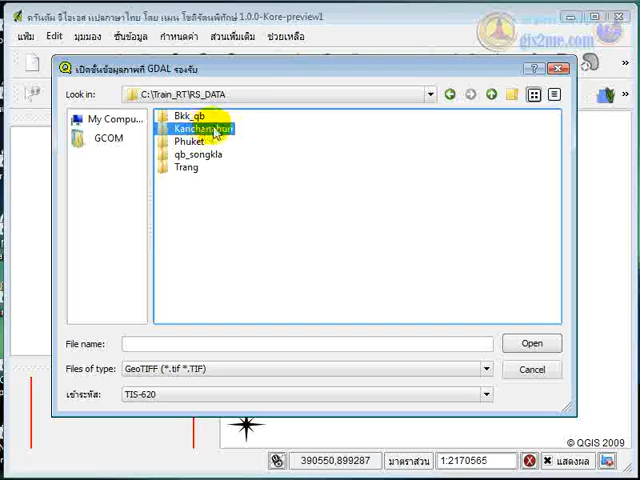 ควันตัม จีไอเอส แปลภาษาไทย โดย แมน โชติรัตนพิทักษ์ 1.0.0-Kore-preview1
แฟ้ม Edit มุมมอง ชั้นข้อมูล กำหนดค่า ส่วนเพิ่มเติม ช่วยเหลือ
gis2me.com
เปิดชั้นข้อมูลภาพที่ GDAL รองรับ
Look in: C:\Train_RT\RS_DATA
My Compu...
GCOM
Bkk_qb
Kanchanaburi
Phuket
qb_songkla
Trang
File name:
Open
Files of type: GeoTIFF (*.tif *.TIF)
Cancel
เข้ารหัส: TIS-620
© QGIS 2009
390550,899287 มาตราส่วน 1:2170565 แสดงผล